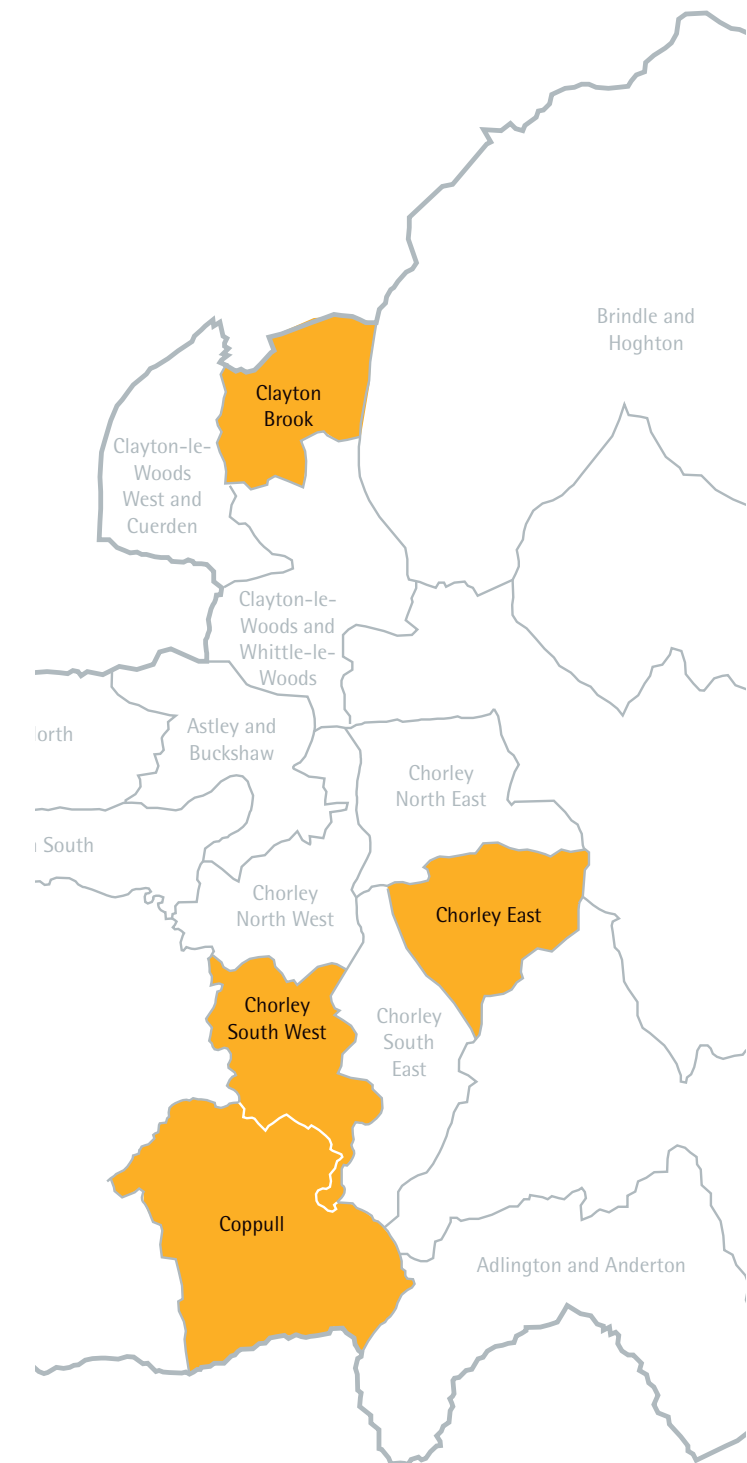 Brindle and
Hoghton
Clayton
Brook
Clayton-le-
Woods
West and
Cuerden
Clayton-le-
Woods and
Whittle-le-
Woods
orth
Astley and
Buckshaw
Chorley
North East
South
Chorley
North West
Chorley East
Chorley
South West
Chorley
South
East
Coppull
Adlington and Anderton